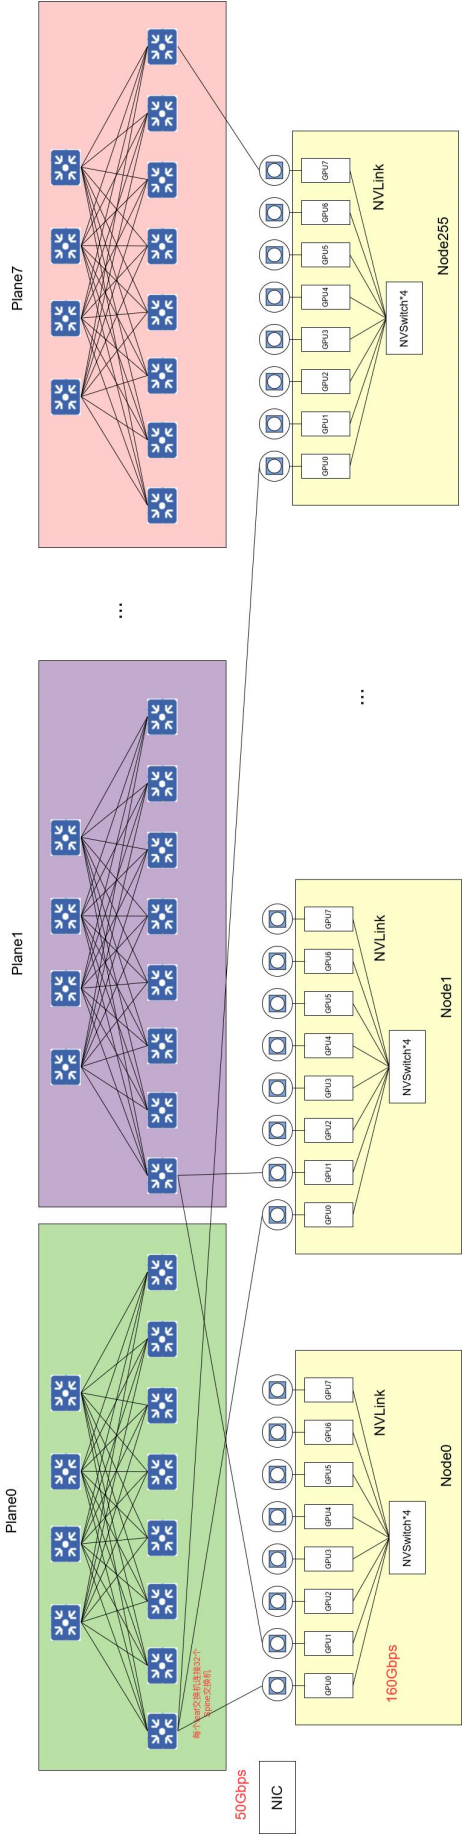 Plane0
Plane1
Plane7
...
每个leaf交换机连接32个
Spine交换机
50Gbps
NIC
GPU0
GPU1
GPU2
GPU3
GPU4
GPU5
GPU6
GPU7
NVLink
NVSwitch*4
160Gbps
Node0
GPU0
GPU1
GPU2
GPU3
GPU4
GPU5
GPU6
GPU7
NVLink
NVSwitch*4
Node1
...
GPU0
GPU1
GPU2
GPU3
GPU4
GPU5
GPU6
GPU7
NVLink
NVSwitch*4
Node255